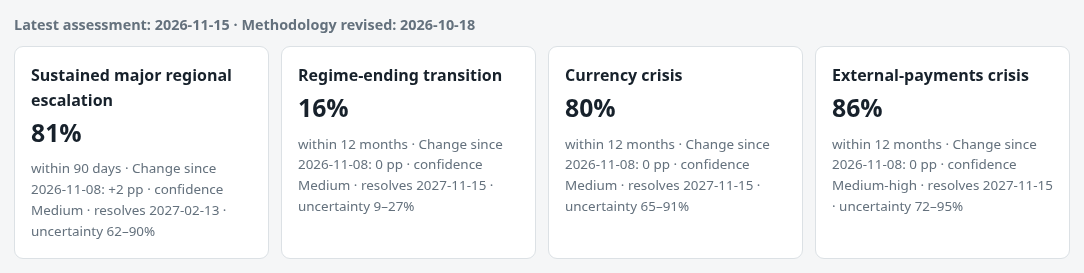 Latest assessment: 2026-11-15 · Methodology revised: 2026-10-18
Sustained major regional
escalation
81%
within 90 days · Change since
2026-11-08: +2 pp · confidence
Medium · resolves 2027-02-13 ·
uncertainty 62–90%
Regime-ending transition
16%
within 12 months · Change since
2026-11-08: 0 pp · confidence
Medium · resolves 2027-11-15 ·
uncertainty 9–27%
Currency crisis
80%
within 12 months · Change since
2026-11-08: 0 pp · confidence
Medium · resolves 2027-11-15 ·
uncertainty 65–91%
External-payments crisis
86%
within 12 months · Change since
2026-11-08: 0 pp · confidence
Medium-high · resolves 2027-11-15
· uncertainty 72–95%